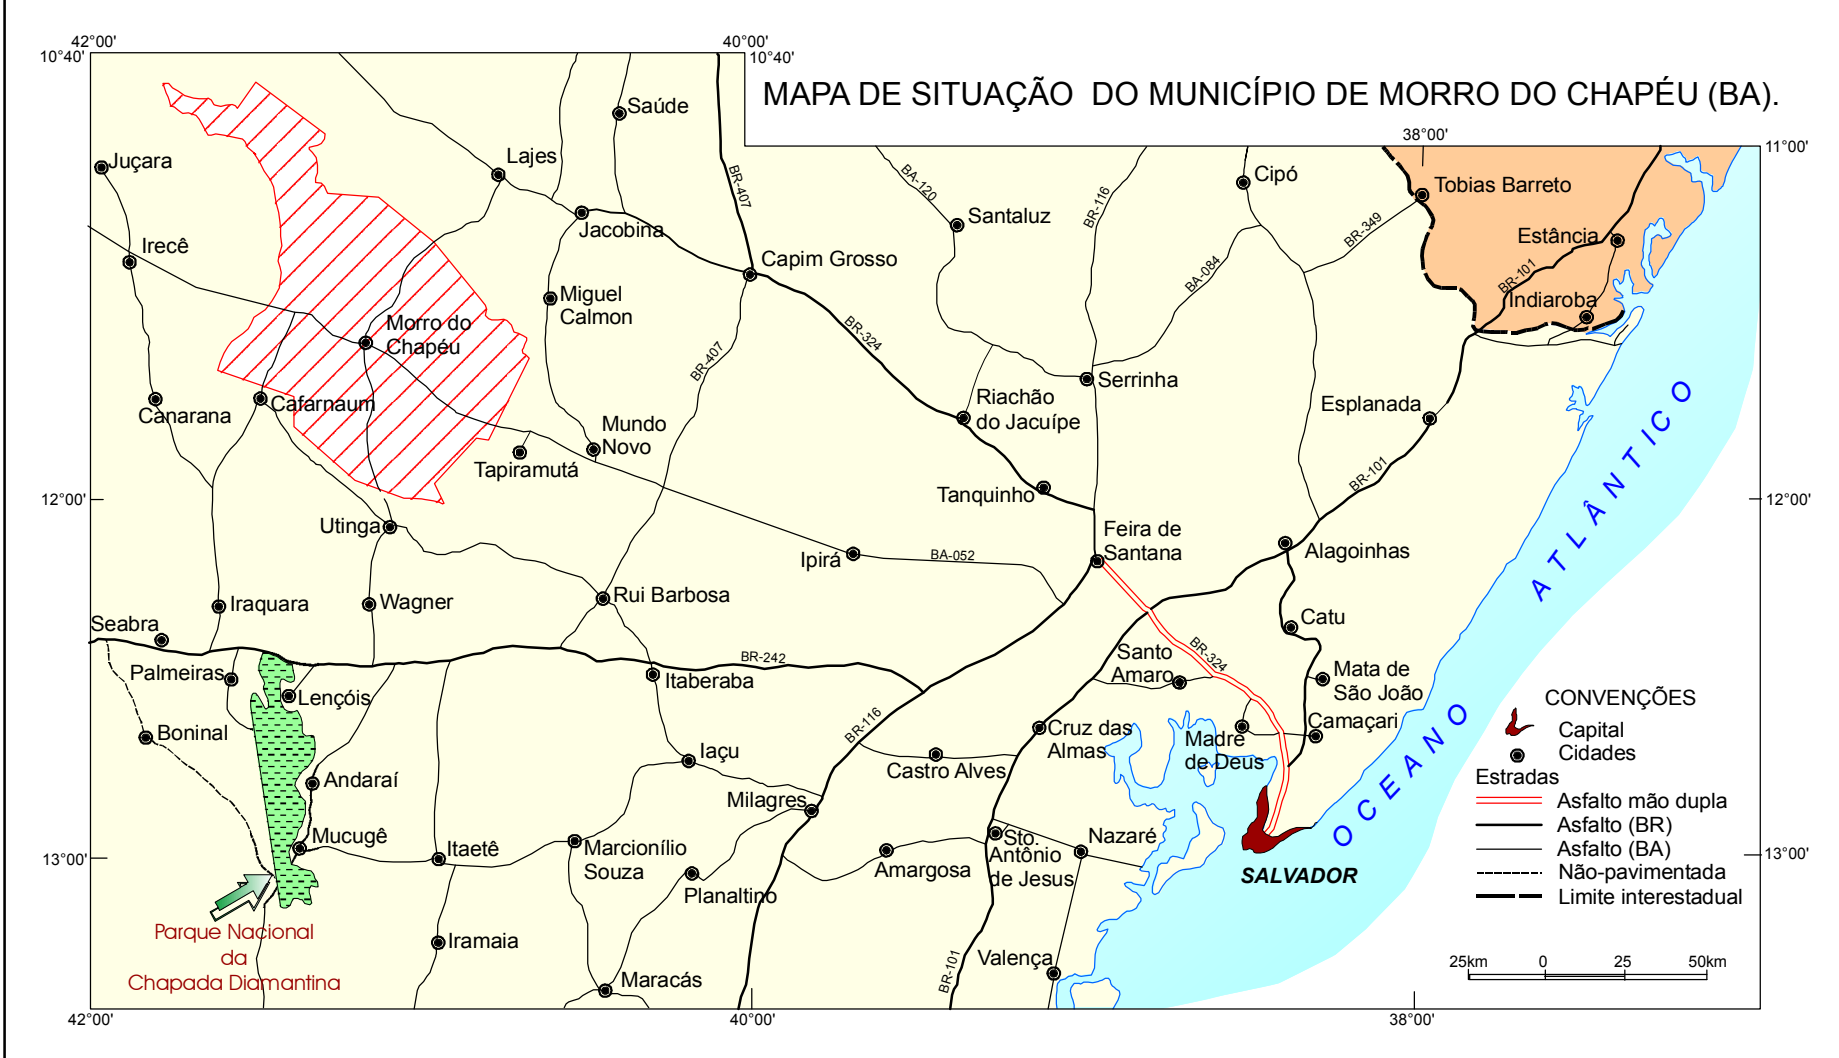 42°00'
40°00'
10°40'
10°40'
MAPA DE SITUAÇÃO DO MUNICÍPIO DE MORRO DO CHAPÉU (BA).
38°00'
11°00'
Saúde
Juçara
Lajes
BR-407
BA-120
BR-116
Cipó
Tobias Barreto
Santaluz
Jacobina
BR-349
Estância
Irecê
Capim Grosso
BA-084
BR-101
Miguel
Calmon
Indiaroba
Morro do
Chapéu
BR-324
BR-407
Serrinha
Riachão
do Jacuípe
Esplanada
Cafarnaum
Canarana
Mundo
Novo
Tapiramutá
BR-101
OCEANO ATLÂNTICO
12°00'
12°00'
Tanquinho
Utinga
Feira de
Santana
Ipirá
BA-052
Alagoinhas
Iraquara
Wagner
Rui Barbosa
Catu
Seabra
BR-242
BR-324
Santo
Amaro
Palmeiras
Itaberaba
Mata de
São João
Lençóis
BR-116
Boninal
Cruz das
Almas
Madre
de Deus
Camaçari
Iaçu
Castro Alves
Andaraí
Milagres
Mucugê
Itaetê
Marcionílio
Souza
Sto.
Antônio
de Jesus
Nazaré
13°00'
13°00'
Amargosa
Planaltino
SALVADOR
Parque Nacional
da
Chapada Diamantina
Iramaia
Maracás
BR-101
Valença
CONVENÇÕES
Capital
Cidades
Estradas
Asfalto mão dupla
Asfalto (BR)
Asfalto (BA)
Não-pavimentada
Limite interestadual
25km 0 25 50km
42°00'
40°00'
38°00'